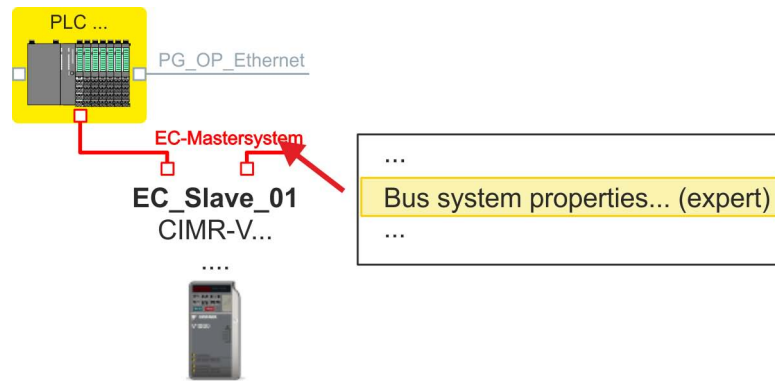 PLC ...
PG_OP_Ethernet
EC-Mastersystem
...
Bus system properties... (expert)
...
EC_Slave_01
CIMR-V...
....